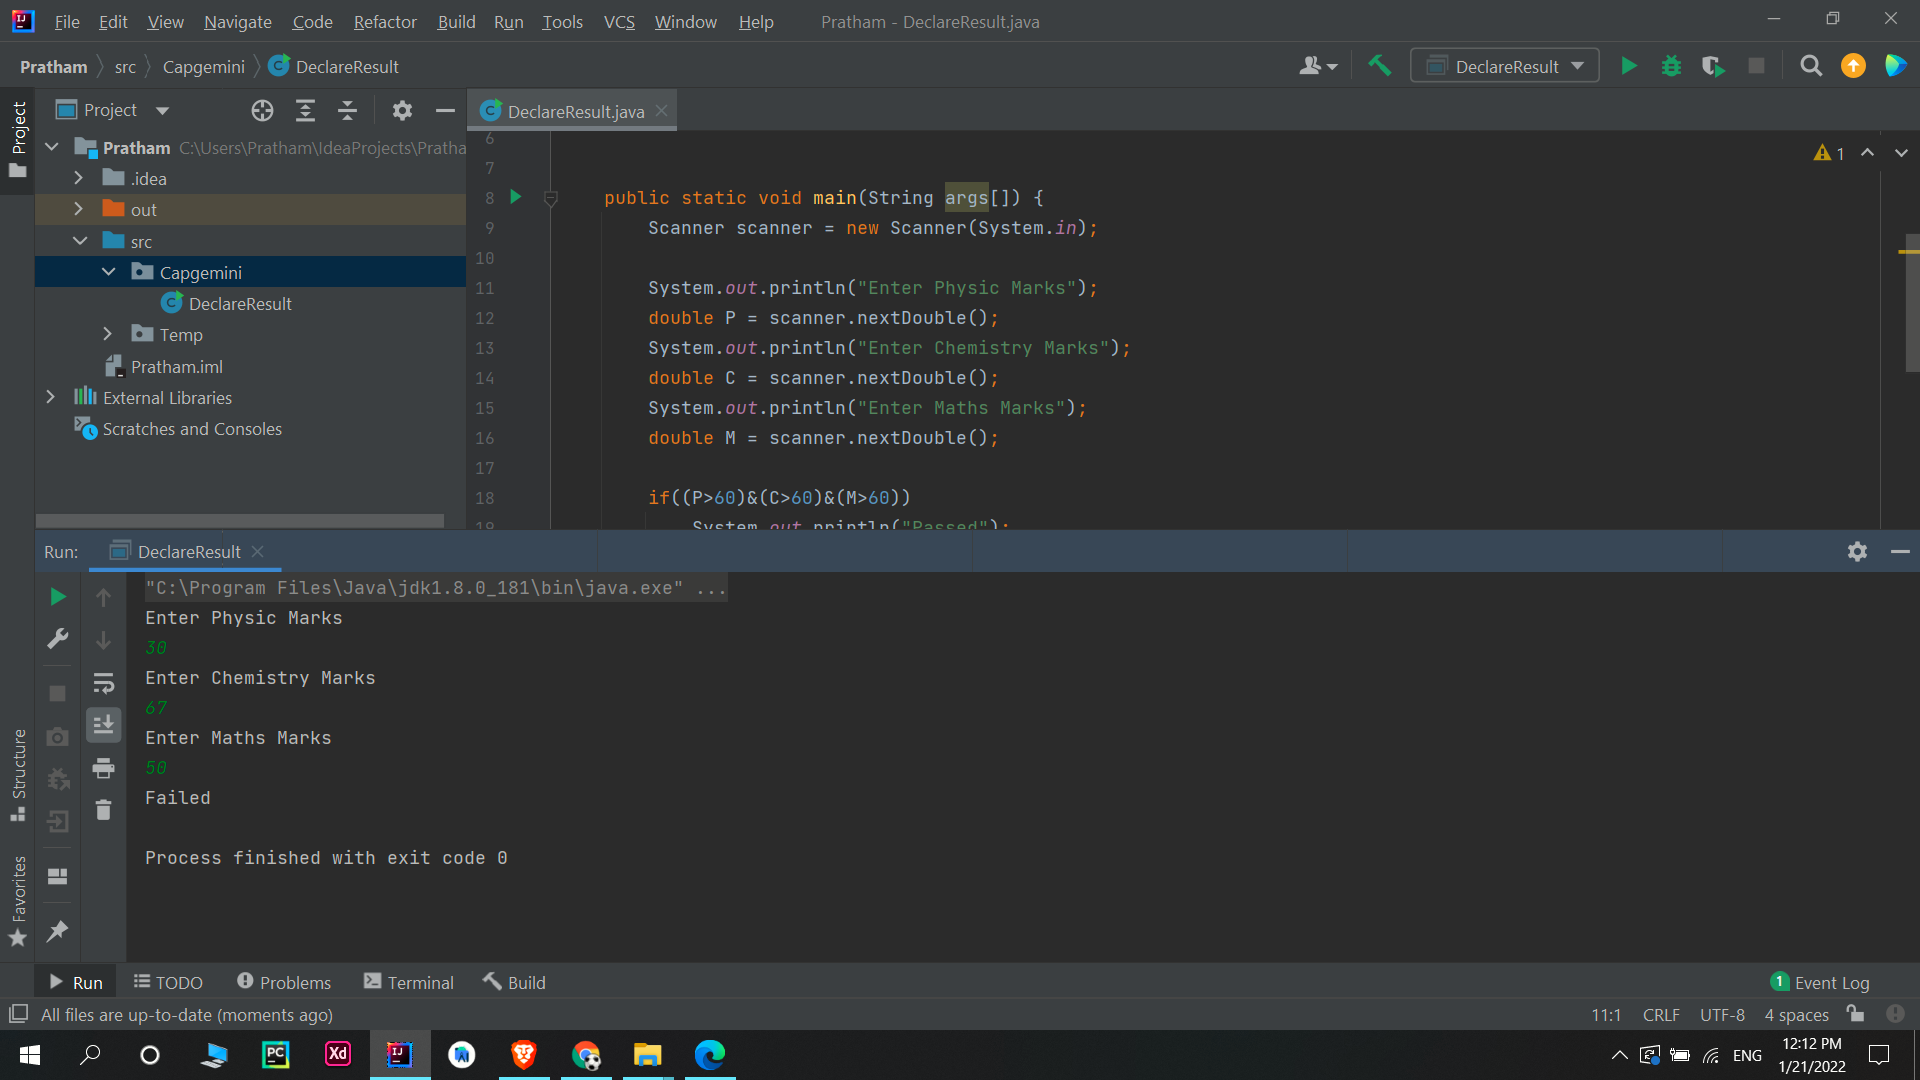 File Edit View Navigate Code Refactor Build Run Tools VCS Window Help Pratham - DeclareResult.java
Pratham src Capgemini DeclareResult DeclareResult
Project
Project
DeclareResult.java
Pratham C:\Users\Pratham\IdeaProjects\Pratha
.idea
out
src
Capgemini
DeclareResult
Temp
Pratham.iml
External Libraries
Scratches and Consoles
1
6
7
8 public static void main(String args[]) {
9 Scanner scanner = new Scanner(System.in);
10
11 System.out.println("Enter Physic Marks");
12 double P = scanner.nextDouble();
13 System.out.println("Enter Chemistry Marks");
14 double C = scanner.nextDouble();
15 System.out.println("Enter Maths Marks");
16 double M = scanner.nextDouble();
17
18 if((P>60)&(C>60)&(M>60))
19 System.out.println("Passed");
Run: DeclareResult
"C:\Program Files\Java\jdk1.8.0_181\bin\java.exe" ...
Enter Physic Marks
30
Enter Chemistry Marks
67
Enter Maths Marks
50
Failed
Process finished with exit code 0
Structure
Favorites
Run TODO Problems Terminal Build 1 Event Log
All files are up-to-date (moments ago) 11:1 CRLF UTF-8 4 spaces
PC Xd IJ ENG 12:12 PM
1/21/2022